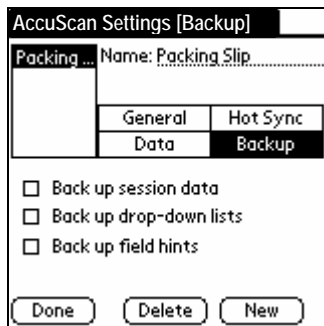 AccuScan Settings [Backup]
Packing ... Name: Packing Slip
General Hot Sync
Data Backup
Back up session data
Back up drop-down lists
Back up field hints
Done Delete New